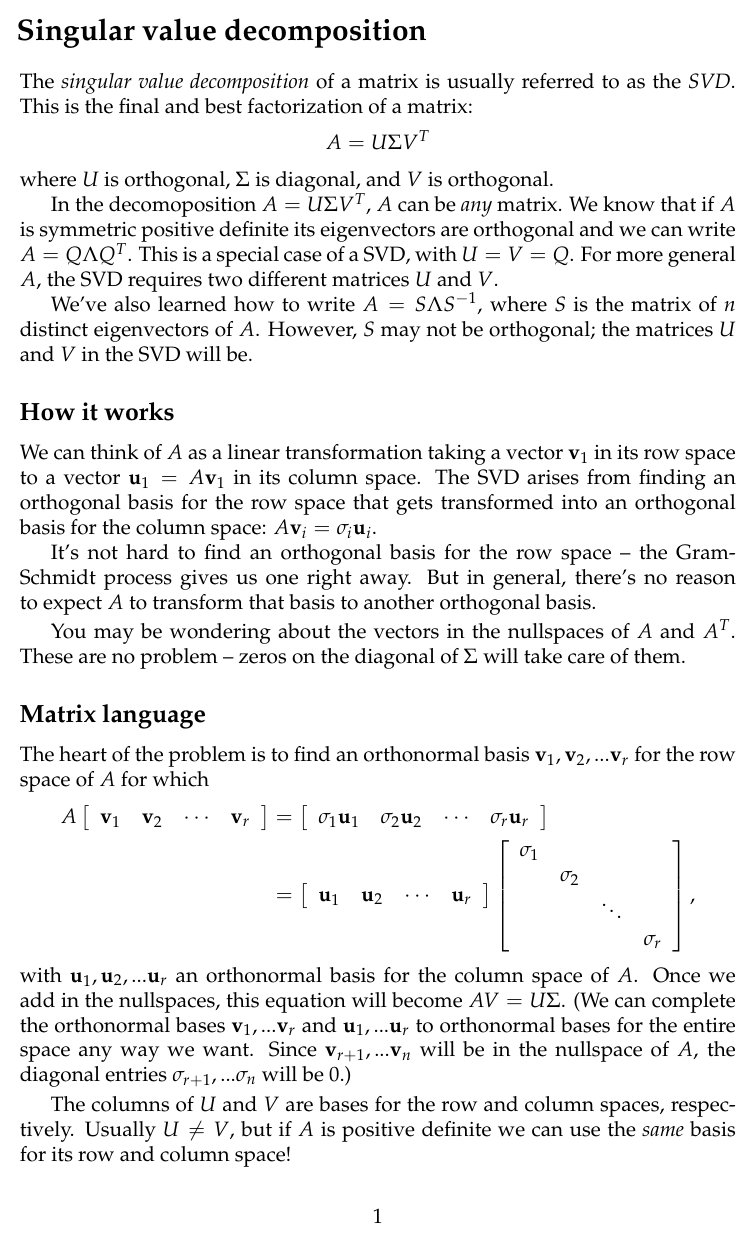 Singular value decomposition
The singular value decomposition of a matrix is usually referred to as the SVD.
This is the final and best factorization of a matrix:
A = UΣVᵀ
where U is orthogonal, Σ is diagonal, and V is orthogonal.
In the decomoposition A = UΣVᵀ, A can be any matrix. We know that if A
is symmetric positive definite its eigenvectors are orthogonal and we can write
A = QΛQᵀ. This is a special case of a SVD, with U = V = Q. For more general
A, the SVD requires two different matrices U and V.
We've also learned how to write A = SΛS⁻¹, where S is the matrix of n
distinct eigenvectors of A. However, S may not be orthogonal; the matrices U
and V in the SVD will be.
How it works
We can think of A as a linear transformation taking a vector v₁ in its row space
to a vector u₁ = Av₁ in its column space. The SVD arises from finding an
orthogonal basis for the row space that gets transformed into an orthogonal
basis for the column space: Avᵢ = σᵢuᵢ.
It's not hard to find an orthogonal basis for the row space – the Gram-
Schmidt process gives us one right away. But in general, there's no reason
to expect A to transform that basis to another orthogonal basis.
You may be wondering about the vectors in the nullspaces of A and Aᵀ.
These are no problem – zeros on the diagonal of Σ will take care of them.
Matrix language
The heart of the problem is to find an orthonormal basis v₁, v₂, ...vᵣ for the row
space of A for which
A [ v₁ v₂ ⋯ vᵣ ] = [ σ₁u₁ σ₂u₂ ⋯ σᵣuᵣ ]
= [ u₁ u₂ ⋯ uᵣ ] [ σ₁ σ₂ ⋱ σᵣ ] ,
with u₁, u₂, ...uᵣ an orthonormal basis for the column space of A. Once we
add in the nullspaces, this equation will become AV = UΣ. (We can complete
the orthonormal bases v₁, ...vᵣ and u₁, ...uᵣ to orthonormal bases for the entire
space any way we want. Since vᵣ₊₁, ...vₙ will be in the nullspace of A, the
diagonal entries σᵣ₊₁, ...σₙ will be 0.)
The columns of U and V are bases for the row and column spaces, respec-
tively. Usually U ≠ V, but if A is positive definite we can use the same basis
for its row and column space!
1